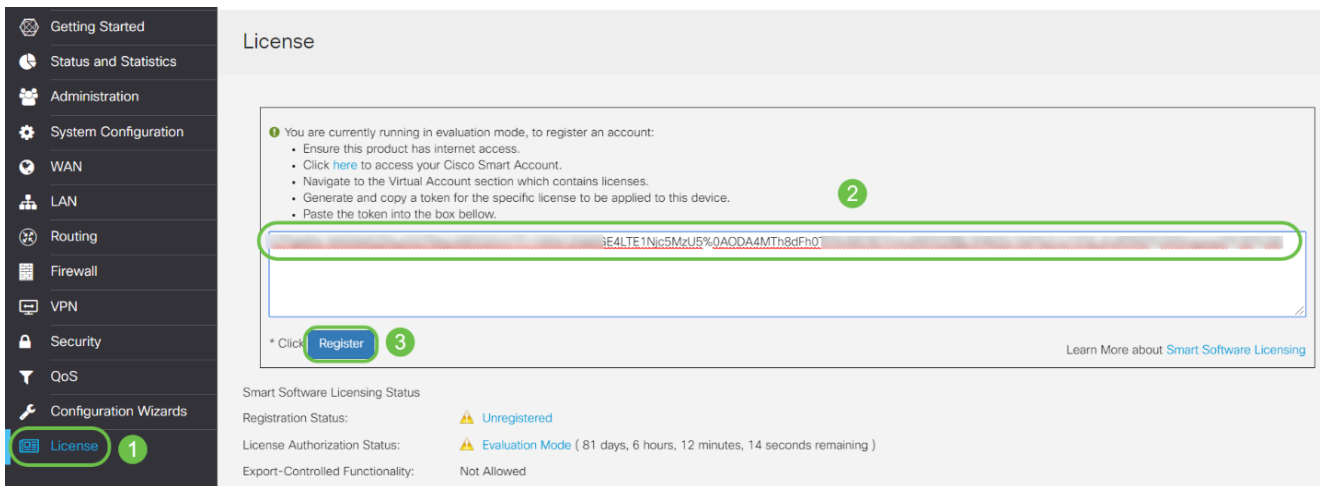 Getting Started
Status and Statistics
Administration
System Configuration
WAN
LAN
Routing
Firewall
VPN
Security
QoS
Configuration Wizards
License
1
License
You are currently running in evaluation mode, to register an account:
• Ensure this product has internet access.
• Click here to access your Cisco Smart Account.
• Navigate to the Virtual Account section which contains licenses.
• Generate and copy a token for the specific license to be applied to this device.
• Paste the token into the box bellow.
2
GE4LTE1Njc5MzU5%0AODA4MTh8dFh0
* Click Register
3
Learn More about Smart Software Licensing
Smart Software Licensing Status
Registration Status: Unregistered
License Authorization Status: Evaluation Mode ( 81 days, 6 hours, 12 minutes, 14 seconds remaining )
Export-Controlled Functionality: Not Allowed